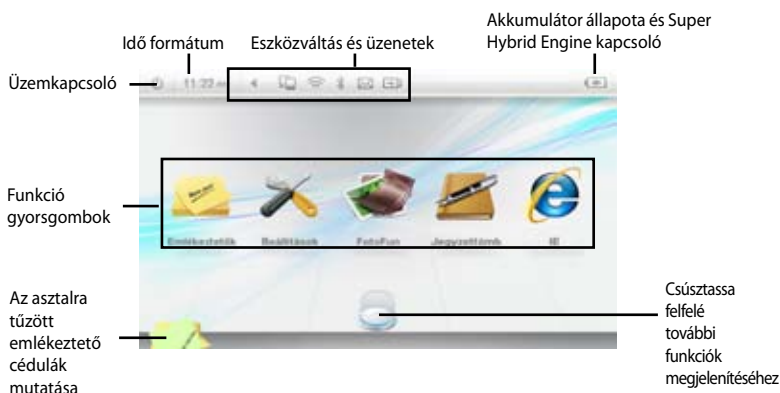 Akkumulátor állapota és Super
Hybrid Engine kapcsoló
Idő formátum
Eszközváltás és üzenetek
Üzemkapcsoló
11:22
Funkció
gyorsgombok
Emlékeztetők
Beállítások
FotoFun
Jegyzettömb
IE
Az asztalra
tűzött
emlékeztető
cédulák
mutatása
Csúsztassa
felfelé
további
funkciók
megjelenítéséhez